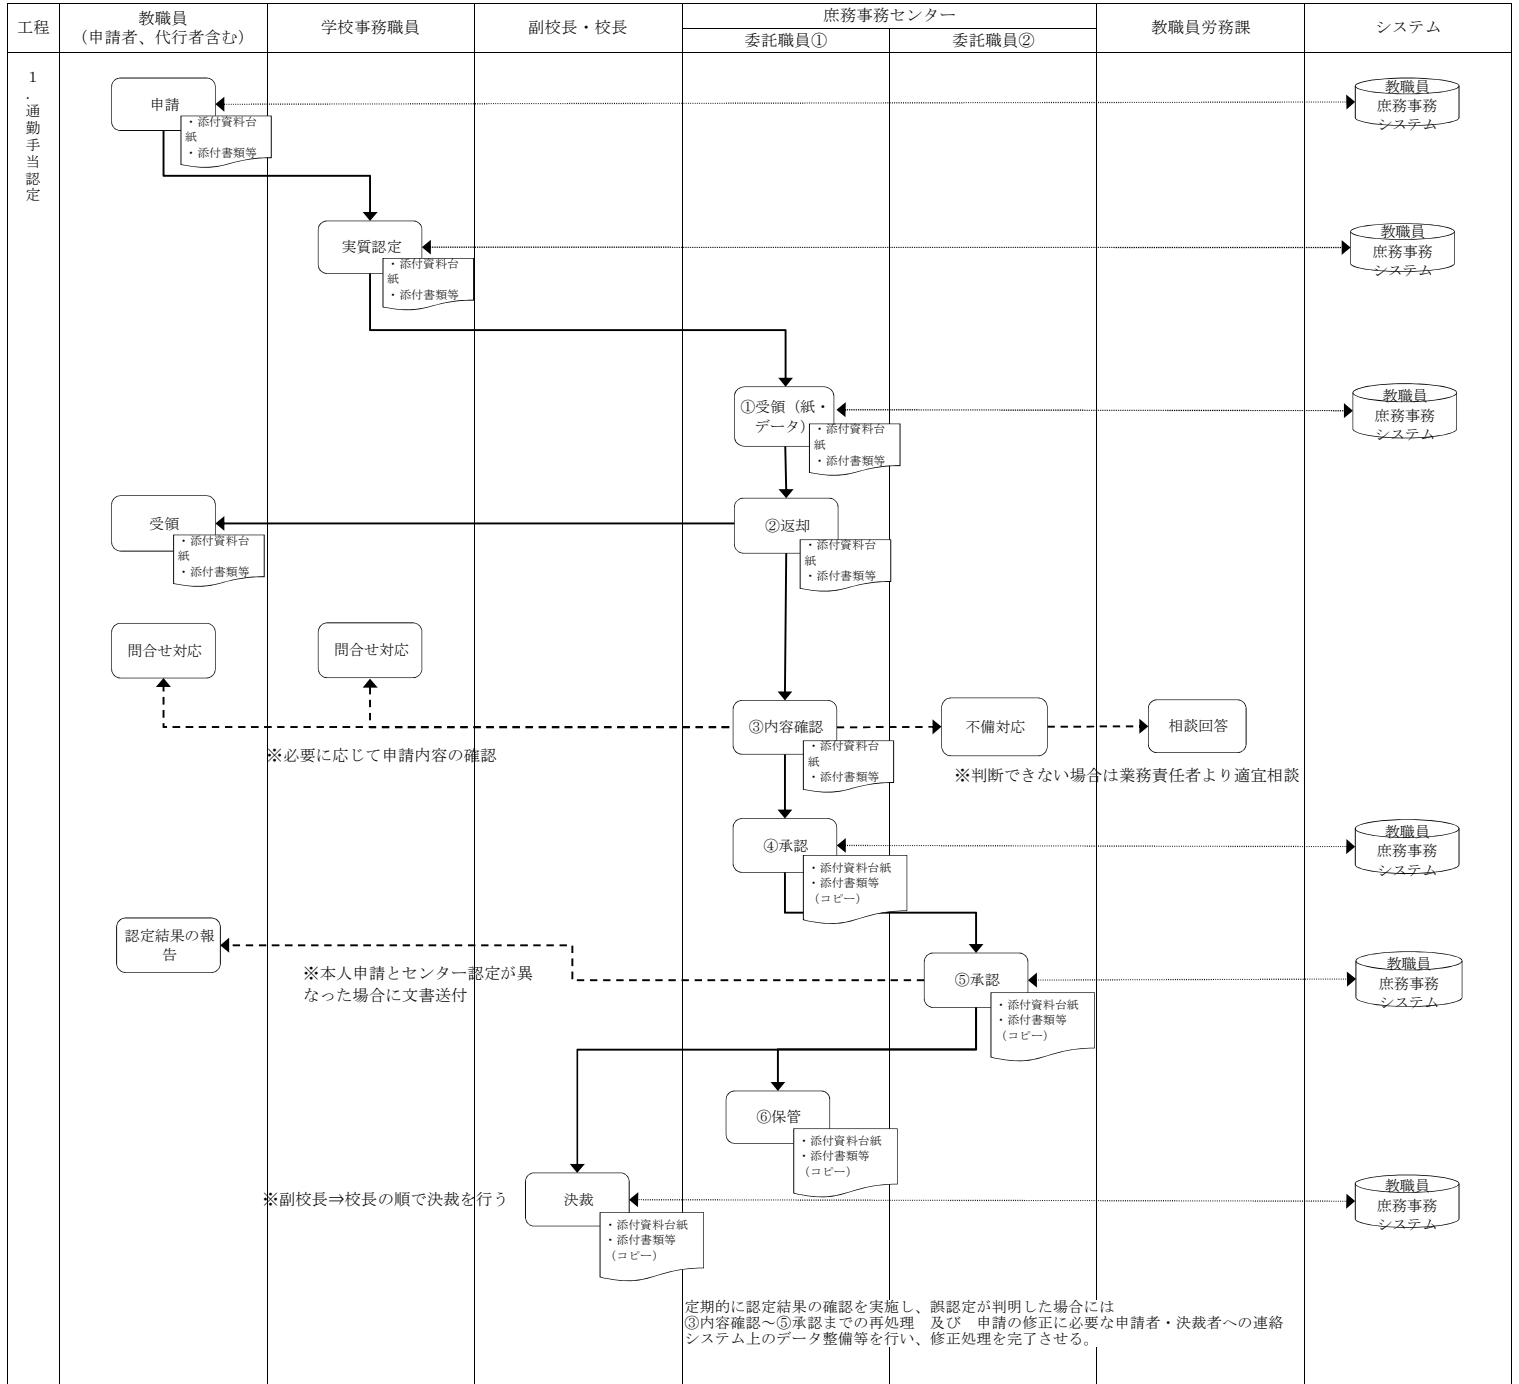 工程
教職員
（申請者、代行者含む）
学校事務職員
副校長・校長
庶務事務センター
委託職員①
委託職員②
教職員労務課
システム
１．通勤手当認定
申請
・添付資料台
紙
・添付書類等
教職員
庶務事務
システム
実質認定
・添付資料台
紙
・添付書類等
教職員
庶務事務
システム
①受領（紙・
データ）
・添付資料台
紙
・添付書類等
教職員
庶務事務
システム
受領
・添付資料台
紙
・添付書類等
②返却
・添付資料台
紙
・添付書類等
問合せ対応
問合せ対応
③内容確認
・添付資料台
紙
・添付書類等
不備対応
相談回答
※必要に応じて申請内容の確認
※判断できない場合は業務責任者より適宜相談
④承認
・添付資料台紙
・添付書類等
（コピー）
教職員
庶務事務
システム
認定結果の報
告
※本人申請とセンター認定が異
なった場合に文書送付
⑤承認
・添付資料台紙
・添付書類等
（コピー）
教職員
庶務事務
システム
⑥保管
・添付資料台紙
・添付書類等
（コピー）
※副校長⇒校長の順で決裁を行う
決裁
・添付資料台紙
・添付書類等
（コピー）
教職員
庶務事務
システム
定期的に認定結果の確認を実施し、誤認定が判明した場合には
③内容確認～⑤承認までの再処理　及び　申請の修正に必要な申請者・決裁者への連絡
システム上のデータ整備等を行い、修正処理を完了させる。